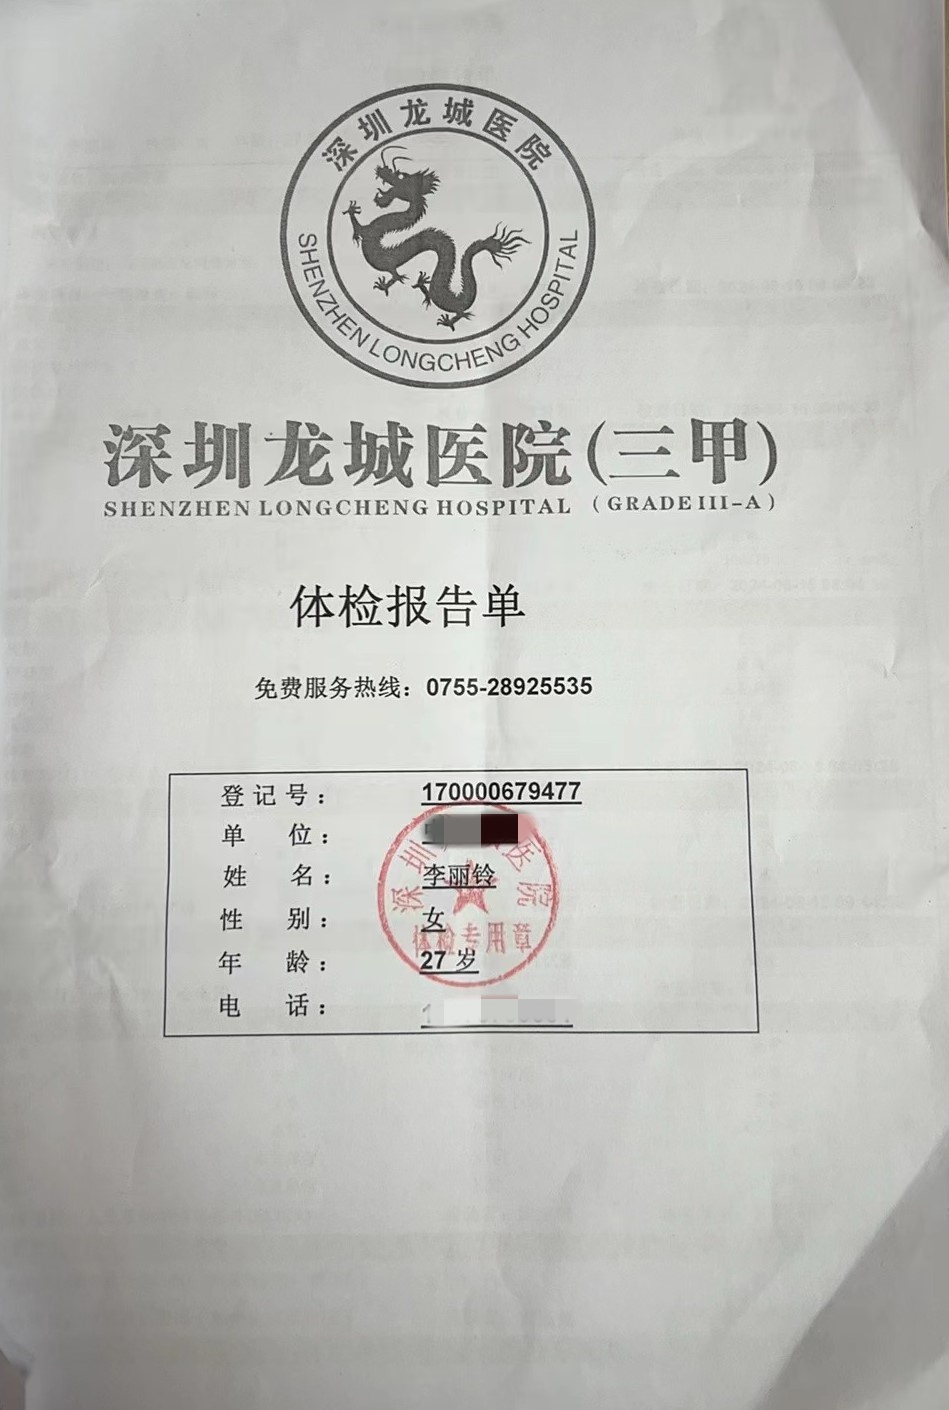 深圳龙城医院
SHENZHEN LONGCHENG HOSPITAL
深圳龙城医院(三甲)
SHENZHEN LONGCHENG HOSPITAL (GRADE III-A)
体检报告单
免费服务热线：0755-28925535
登记号：170000679477
单 位：
姓 名：李丽铃
性 别：女
年 龄：27 岁
电 话：1
深圳 医院
体检专用章